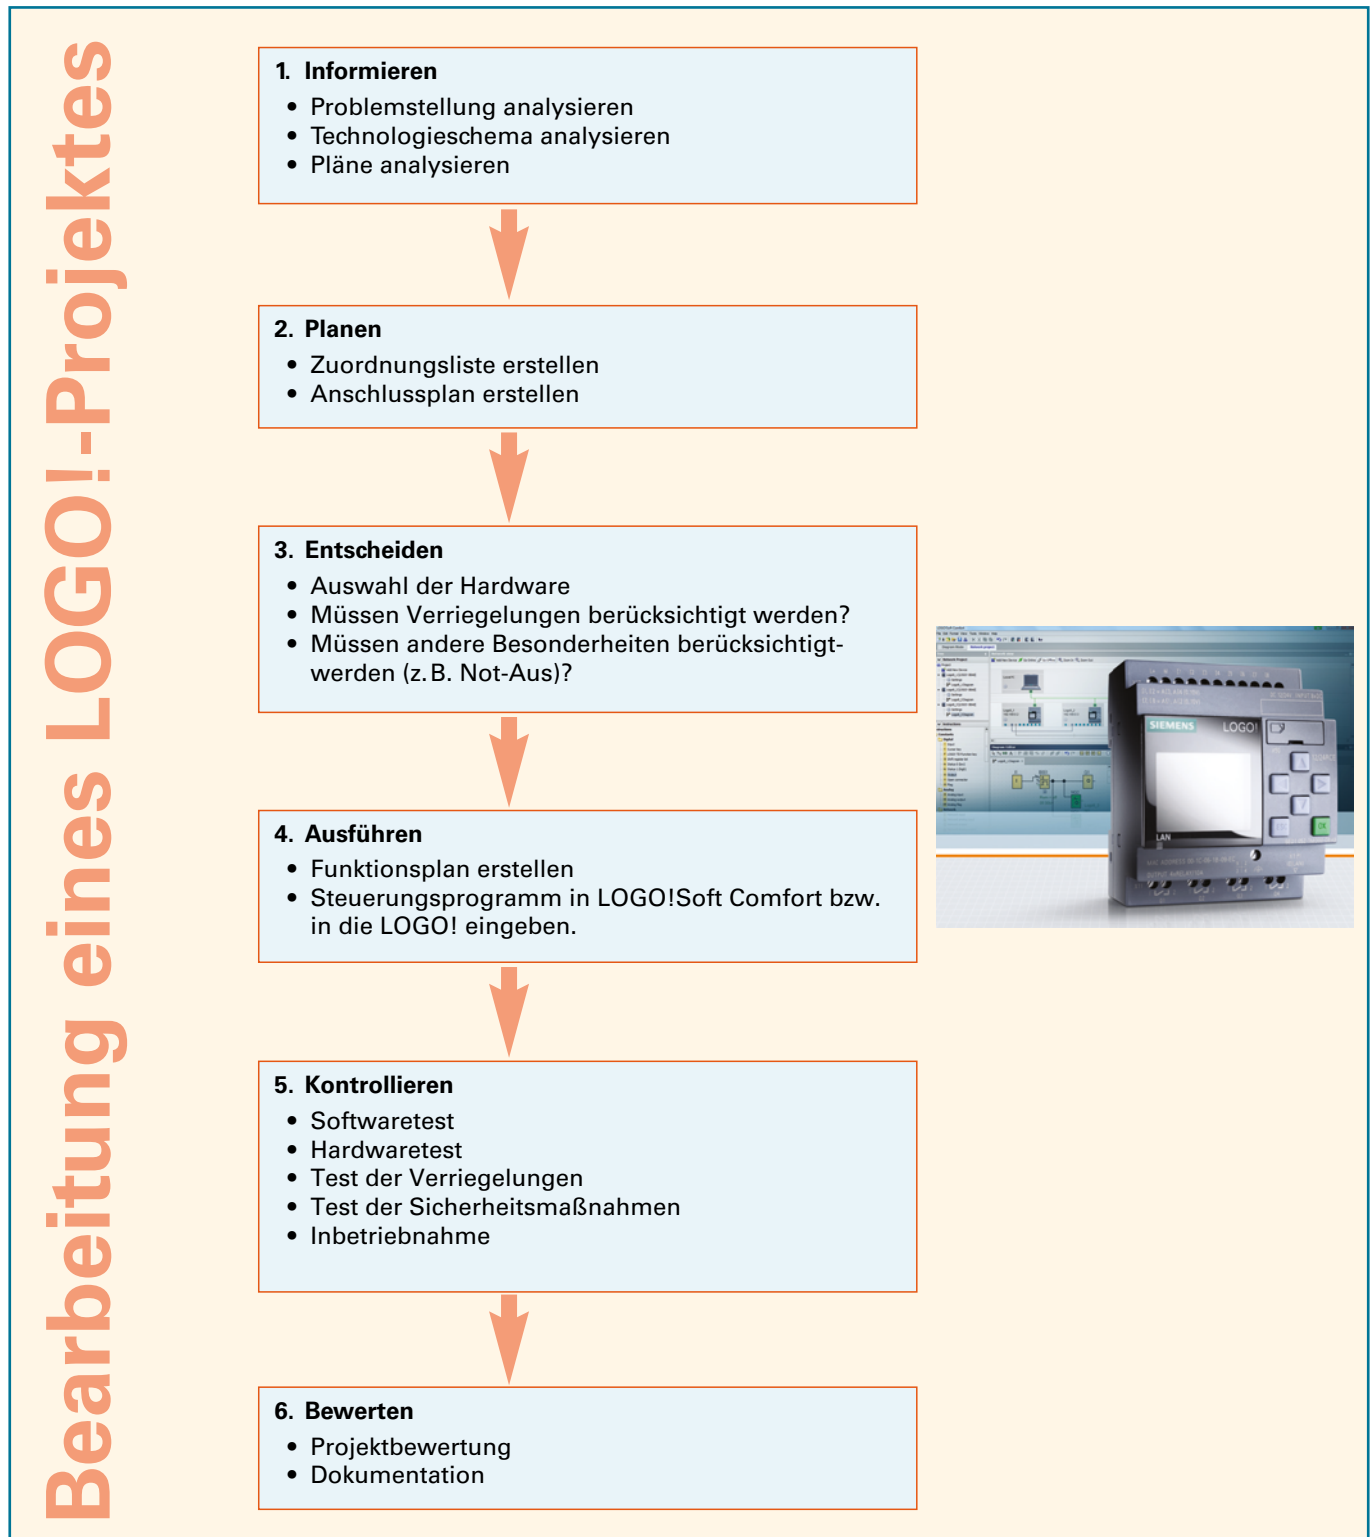 Bearbeitung eines LOGO!-Projektes
1. Informieren
• Problemstellung analysieren
• Technologieschema analysieren
• Pläne analysieren
2. Planen
• Zuordnungsliste erstellen
• Anschlussplan erstellen
3. Entscheiden
• Auswahl der Hardware
• Müssen Verriegelungen berücksichtigt werden?
• Müssen andere Besonderheiten berücksichtigt-
werden (z. B. Not-Aus)?
SIEMENS LOGO!
LAN
OK
4. Ausführen
• Funktionsplan erstellen
• Steuerungsprogramm in LOGO!Soft Comfort bzw.
in die LOGO! eingeben.
5. Kontrollieren
• Softwaretest
• Hardwaretest
• Test der Verriegelungen
• Test der Sicherheitsmaßnahmen
• Inbetriebnahme
6. Bewerten
• Projektbewertung
• Dokumentation